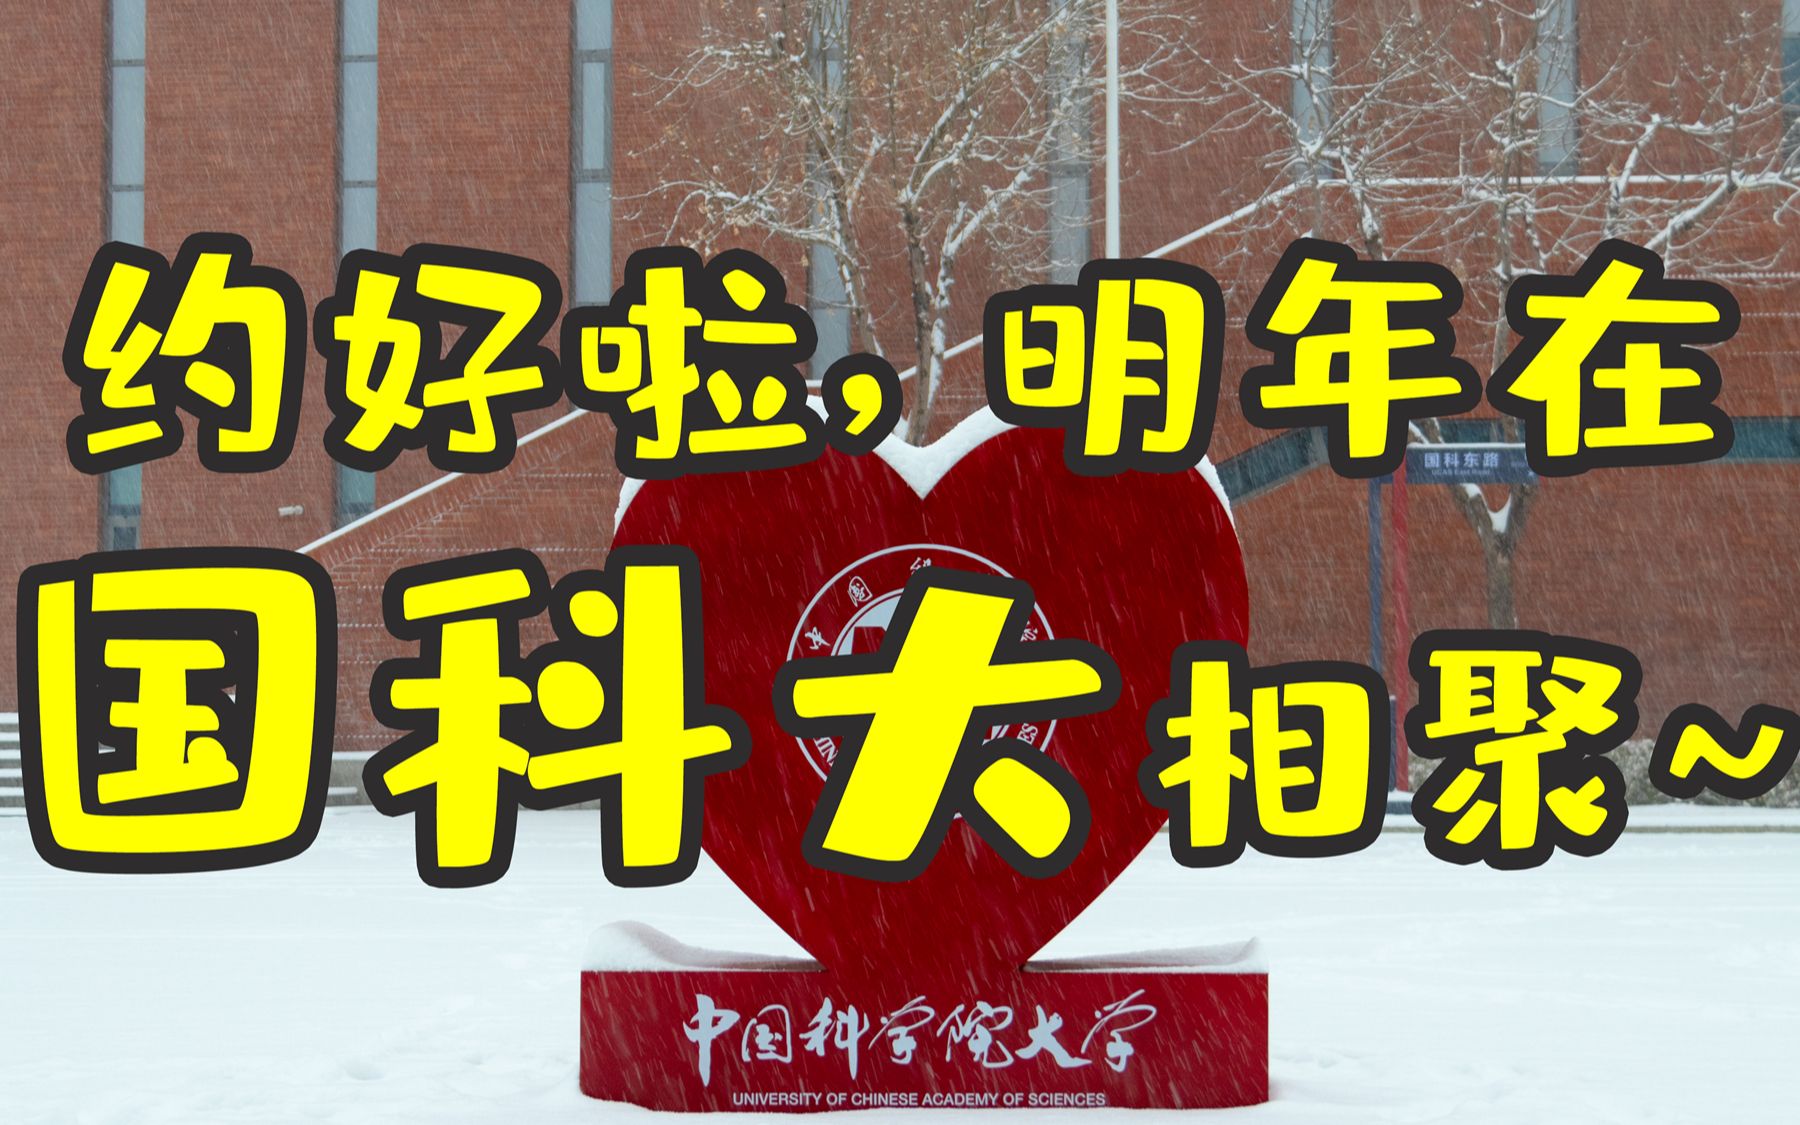 约好啦，明年在
国科大相聚~
国科东路
UCAS East Road
中国科学院大学
UNIVERSITY OF CHINESE ACADEMY OF SCIENCES